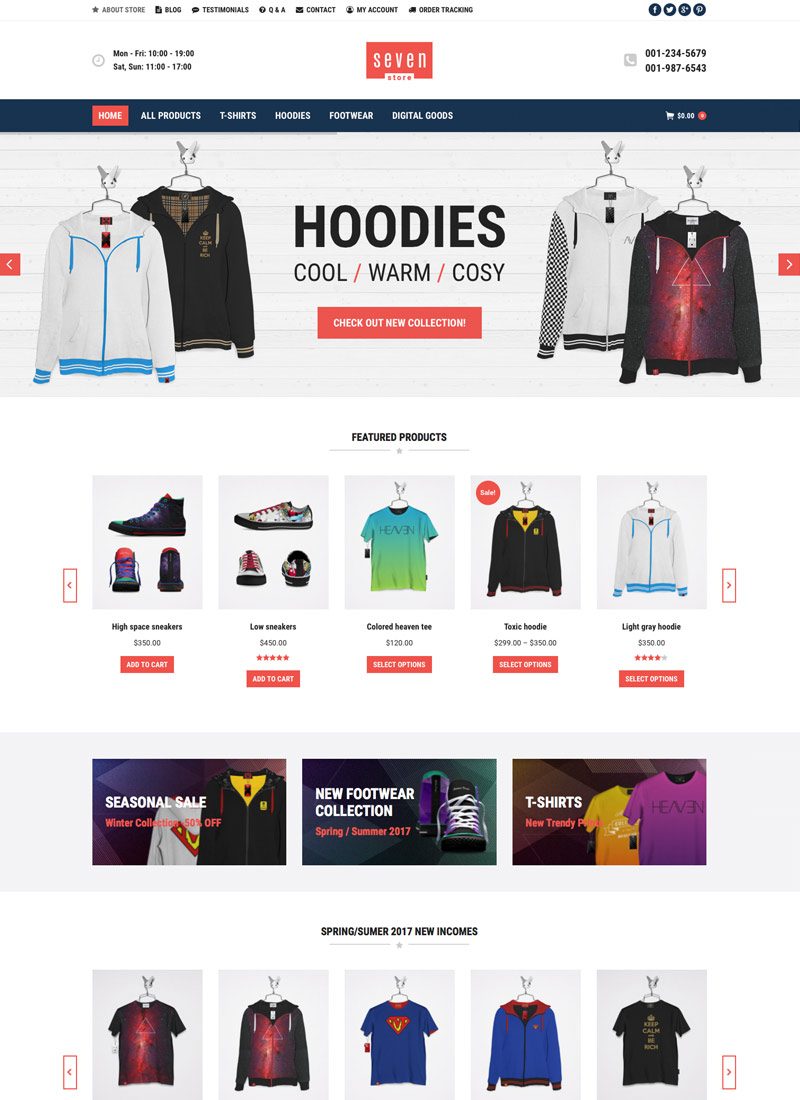 ABOUT STORE BLOG TESTIMONIALS Q & A CONTACT MY ACCOUNT ORDER TRACKING
Mon - Fri: 10:00 - 19:00
Sat, Sun: 11:00 - 17:00
seven
store
001-234-5679
001-987-6543
HOME ALL PRODUCTS T-SHIRTS HOODIES FOOTWEAR DIGITAL GOODS $0.00 0
KEEP
CALM
AND
BE
RICH
HOODIES
COOL / WARM / COSY
CHECK OUT NEW COLLECTION!
FEATURED PRODUCTS
Sale!
HEAVEN
High space sneakers Low sneakers Colored heaven tee Toxic hoodie Light gray hoodie
$350.00 $450.00 $120.00 $299.00 – $350.00 $350.00
ADD TO CART ADD TO CART SELECT OPTIONS SELECT OPTIONS SELECT OPTIONS
SEASONAL SALE
Winter Collection -50% OFF
NEW FOOTWEAR
COLLECTION
Spring / Summer 2017
T-SHIRTS
New Trendy Prints
HEAVEN
SPRING/SUMER 2017 NEW INCOMES
KEEP
CALM
AND
BE
RICH